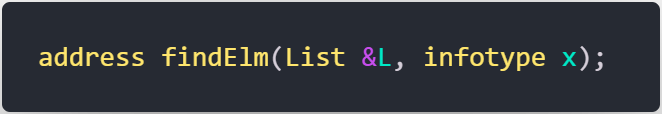 address findElm(List &L, infotype x);